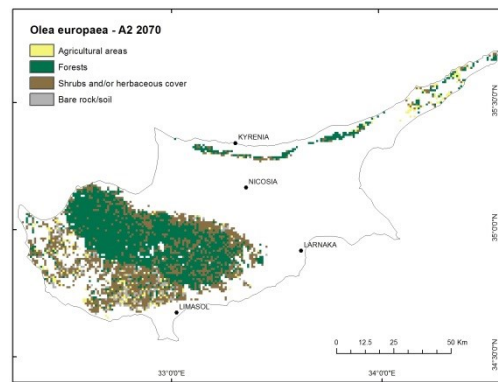 Olea europaea - A2 2070
Agricultural areas
Forests
Shrubs and/or herbaceous cover
Bare rock/soil
KYRENIA
NICOSIA
LARNAKA
LIMASOL
0 12.5 25 50 Km
33°0'0"E
34°0'0"E
35°30'0"N
35°0'0"N
34°30'0"N